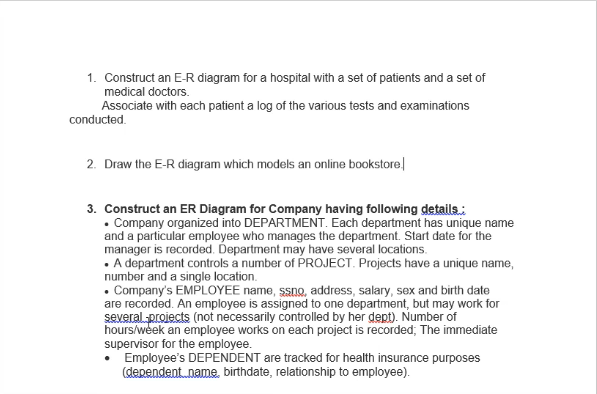 1. Construct an E-R diagram for a hospital with a set of patients and a set of
medical doctors.
Associate with each patient a log of the various tests and examinations
conducted.
2. Draw the E-R diagram which models an online bookstore.
3. Construct an ER Diagram for Company having following details :
• Company organized into DEPARTMENT. Each department has unique name
and a particular employee who manages the department. Start date for the
manager is recorded. Department may have several locations.
• A department controls a number of PROJECT. Projects have a unique name,
number and a single location.
• Company's EMPLOYEE name, ssno, address, salary, sex and birth date
are recorded. An employee is assigned to one department, but may work for
several projects (not necessarily controlled by her dept). Number of
hours/week an employee works on each project is recorded; The immediate
supervisor for the employee.
• Employee's DEPENDENT are tracked for health insurance purposes
(dependent name, birthdate, relationship to employee).